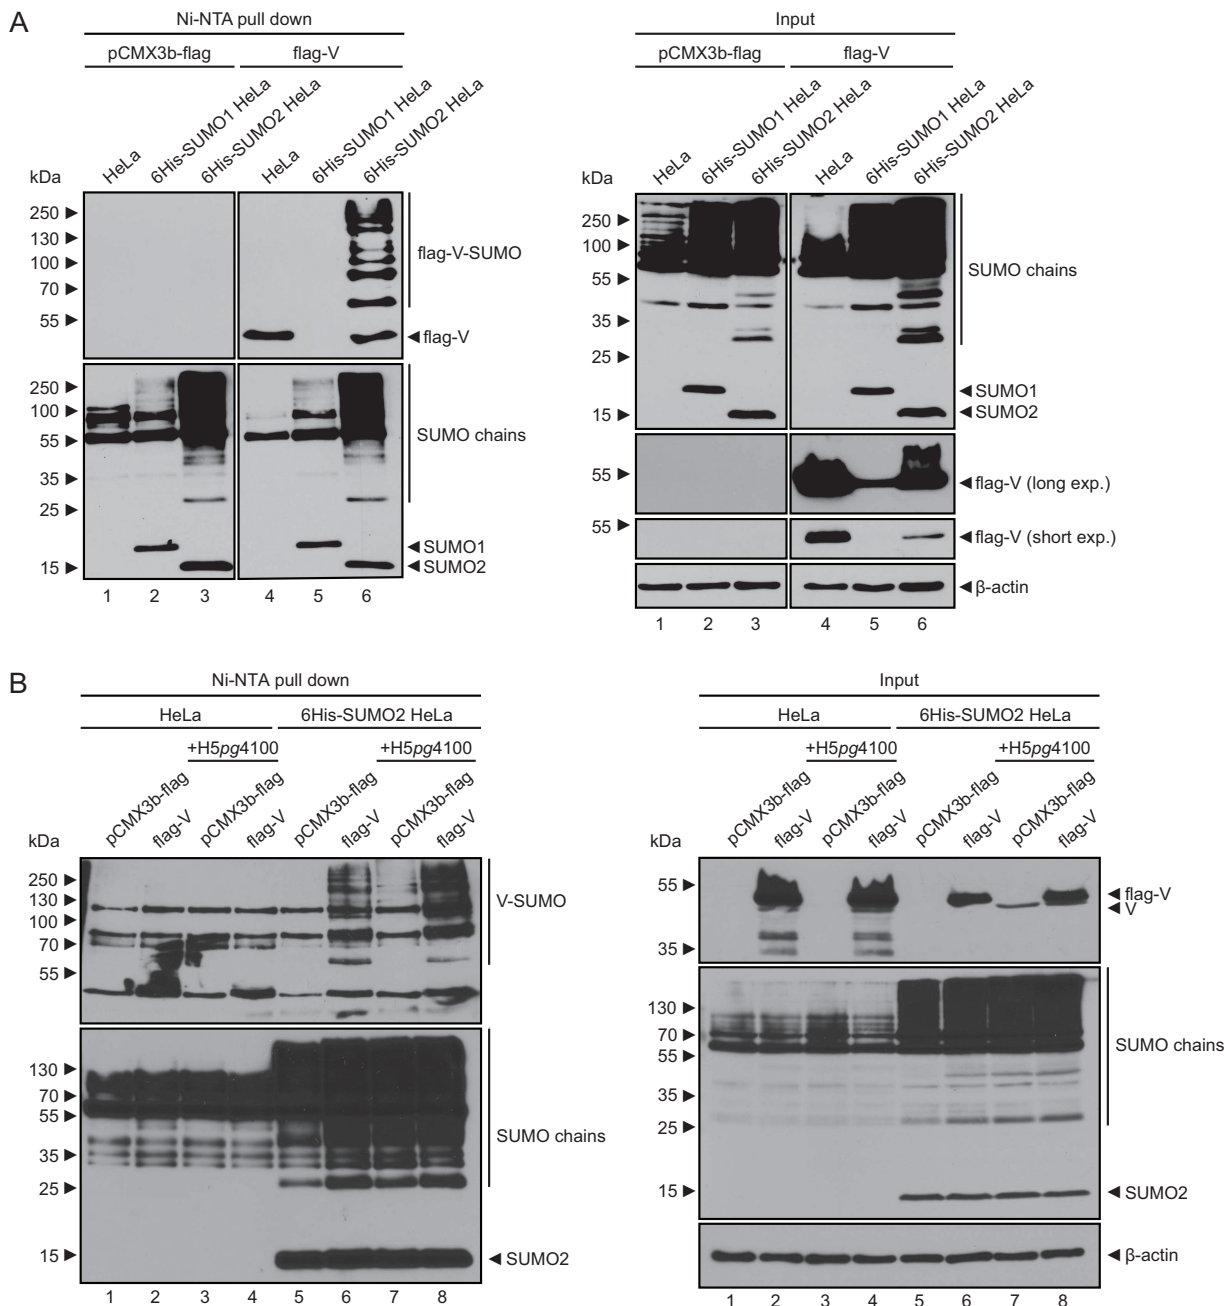 A
Ni-NTA pull down
pCMX3b-flag
flag-V
HeLa
6His-SUMO1 HeLa
6His-SUMO2 HeLa
HeLa
6His-SUMO1 HeLa
6His-SUMO2 HeLa
kDa
250
130
100
70
55
flag-V-SUMO
flag-V
250
100
55
35
25
15
SUMO chains
SUMO1
SUMO2
1 2 3 4 5 6
Input
pCMX3b-flag
flag-V
HeLa
6His-SUMO1 HeLa
6His-SUMO2 HeLa
HeLa
6His-SUMO1 HeLa
6His-SUMO2 HeLa
kDa
250
100
55
35
25
15
SUMO chains
SUMO1
SUMO2
55
flag-V (long exp.)
55
flag-V (short exp.)
β-actin
1 2 3 4 5 6
B
Ni-NTA pull down
HeLa
6His-SUMO2 HeLa
+H5pg4100
+H5pg4100
pCMX3b-flag
flag-V
pCMX3b-flag
flag-V
pCMX3b-flag
flag-V
pCMX3b-flag
flag-V
kDa
250
130
100
70
55
V-SUMO
130
70
55
35
25
15
SUMO chains
SUMO2
1 2 3 4 5 6 7 8
Input
HeLa
6His-SUMO2 HeLa
+H5pg4100
+H5pg4100
pCMX3b-flag
flag-V
pCMX3b-flag
flag-V
pCMX3b-flag
flag-V
pCMX3b-flag
flag-V
kDa
55
35
flag-V
V
130
70
55
35
25
15
SUMO chains
SUMO2
β-actin
1 2 3 4 5 6 7 8